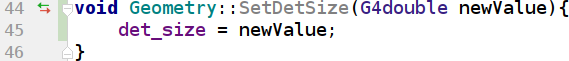 44 void Geometry::SetDetSize(G4double newValue){
45     det_size = newValue;
46 }